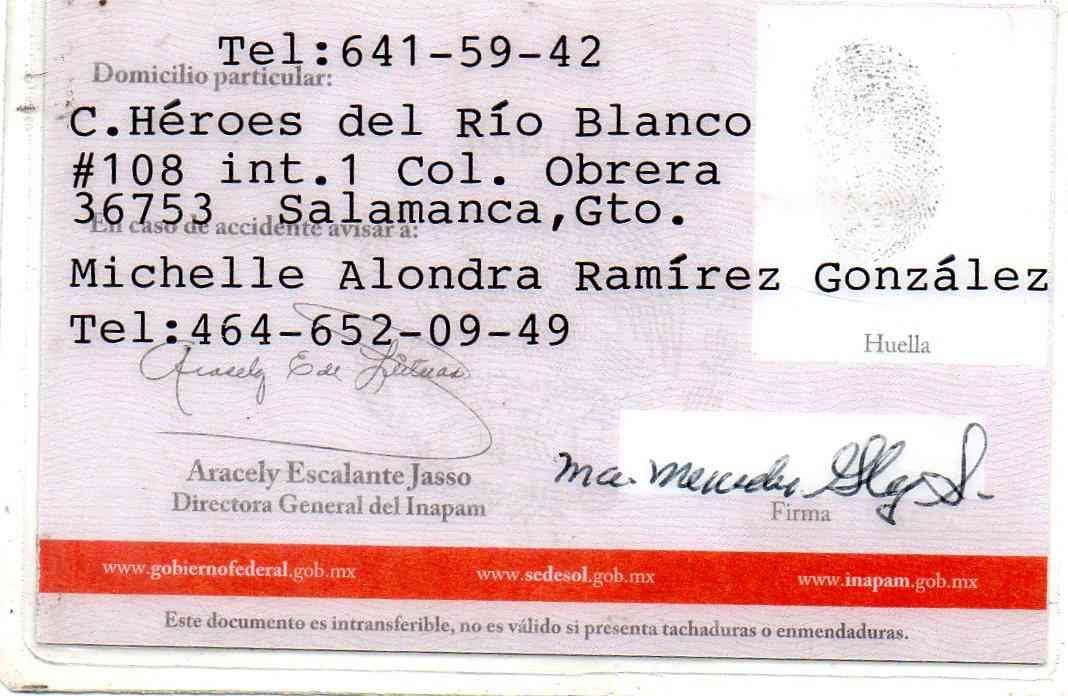 Tel:641-59-42
Domicilio particular:
C.Héroes del Río Blanco
#108 int.1 Col. Obrera
36753 Salamanca,Gto.
En caso de accidente avisar a:
Michelle Alondra Ramírez González
Tel:464-652-09-49
Huella
Aracely Escalante Jasso
Directora General del Inapam
Ma. Mercedes
Firma
www.gobiernofederal.gob.mx www.sedesol.gob.mx www.inapam.gob.mx
Este documento es intransferible, no es válido si presenta tachaduras o enmendaduras.